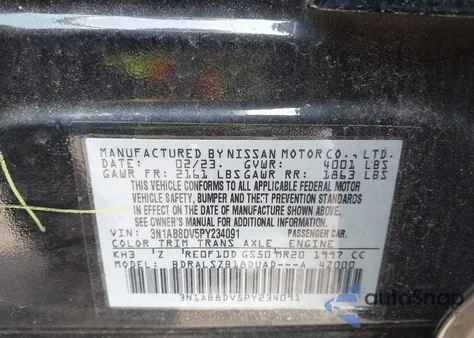 MANUFACTURED BY NISSAN MOTOR CO., LTD.
DATE: 02/23 GVWR: 4001 LBS
GAWR FR: 2161 LBS GAWR RR: 1863 LBS
THIS VEHICLE CONFORMS TO ALL APPLICABLE FEDERAL MOTOR
VEHICLE SAFETY, BUMPER AND THEFT PREVENTION STANDARDS
IN EFFECT ON THE DATE OF MANUFACTURE SHOWN ABOVE.
SEE OWNER'S MANUAL.
VIN: 3N1AB8DV5PY234091 PASSENGER CAR
COLOR TRIM TRANS AXLE ENGINE
KH3 Z RE0F10D GS50 MR20 1997 CC
MODEL: BDRALSZB18DUAD---A 42000
3N1AB8DV5PY234091
AutoSnap